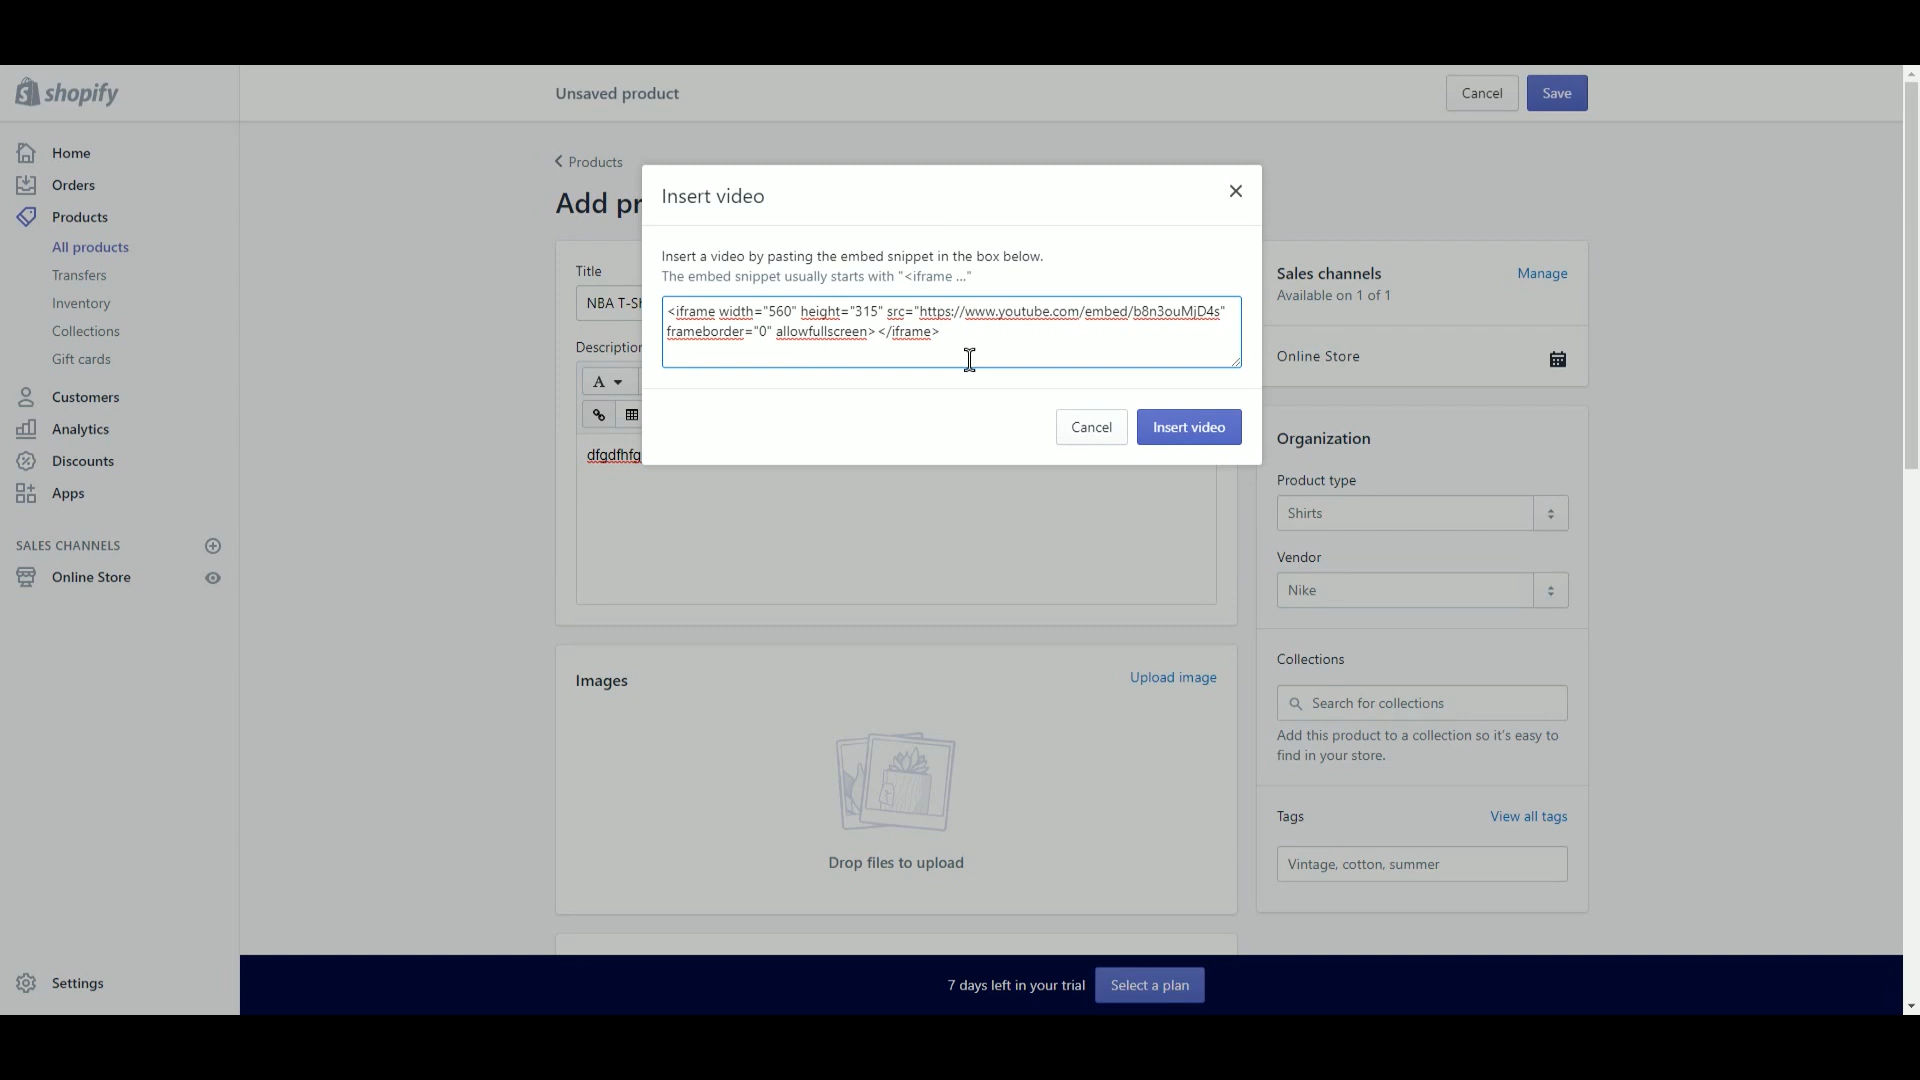 shopify
Unsaved product
Cancel
Save
Home
Orders
Products
All products
Transfers
Inventory
Collections
Gift cards
Customers
Analytics
Discounts
Apps
SALES CHANNELS
Online Store
Settings
Products
Add pr
Title
NBA T-Sh
Description
A
dfgdfhfg
Insert video
Insert a video by pasting the embed snippet in the box below.
The embed snippet usually starts with "<iframe ..."
<iframe width="560" height="315" src="https://www.youtube.com/embed/b8n3ouMjD4s"
frameborder="0" allowfullscreen></iframe>
Cancel
Insert video
Images
Upload image
Drop files to upload
Sales channels
Manage
Available on 1 of 1
Online Store
Organization
Product type
Shirts
Vendor
Nike
Collections
Search for collections
Add this product to a collection so it's easy to
find in your store.
Tags
View all tags
Vintage, cotton, summer
7 days left in your trial
Select a plan